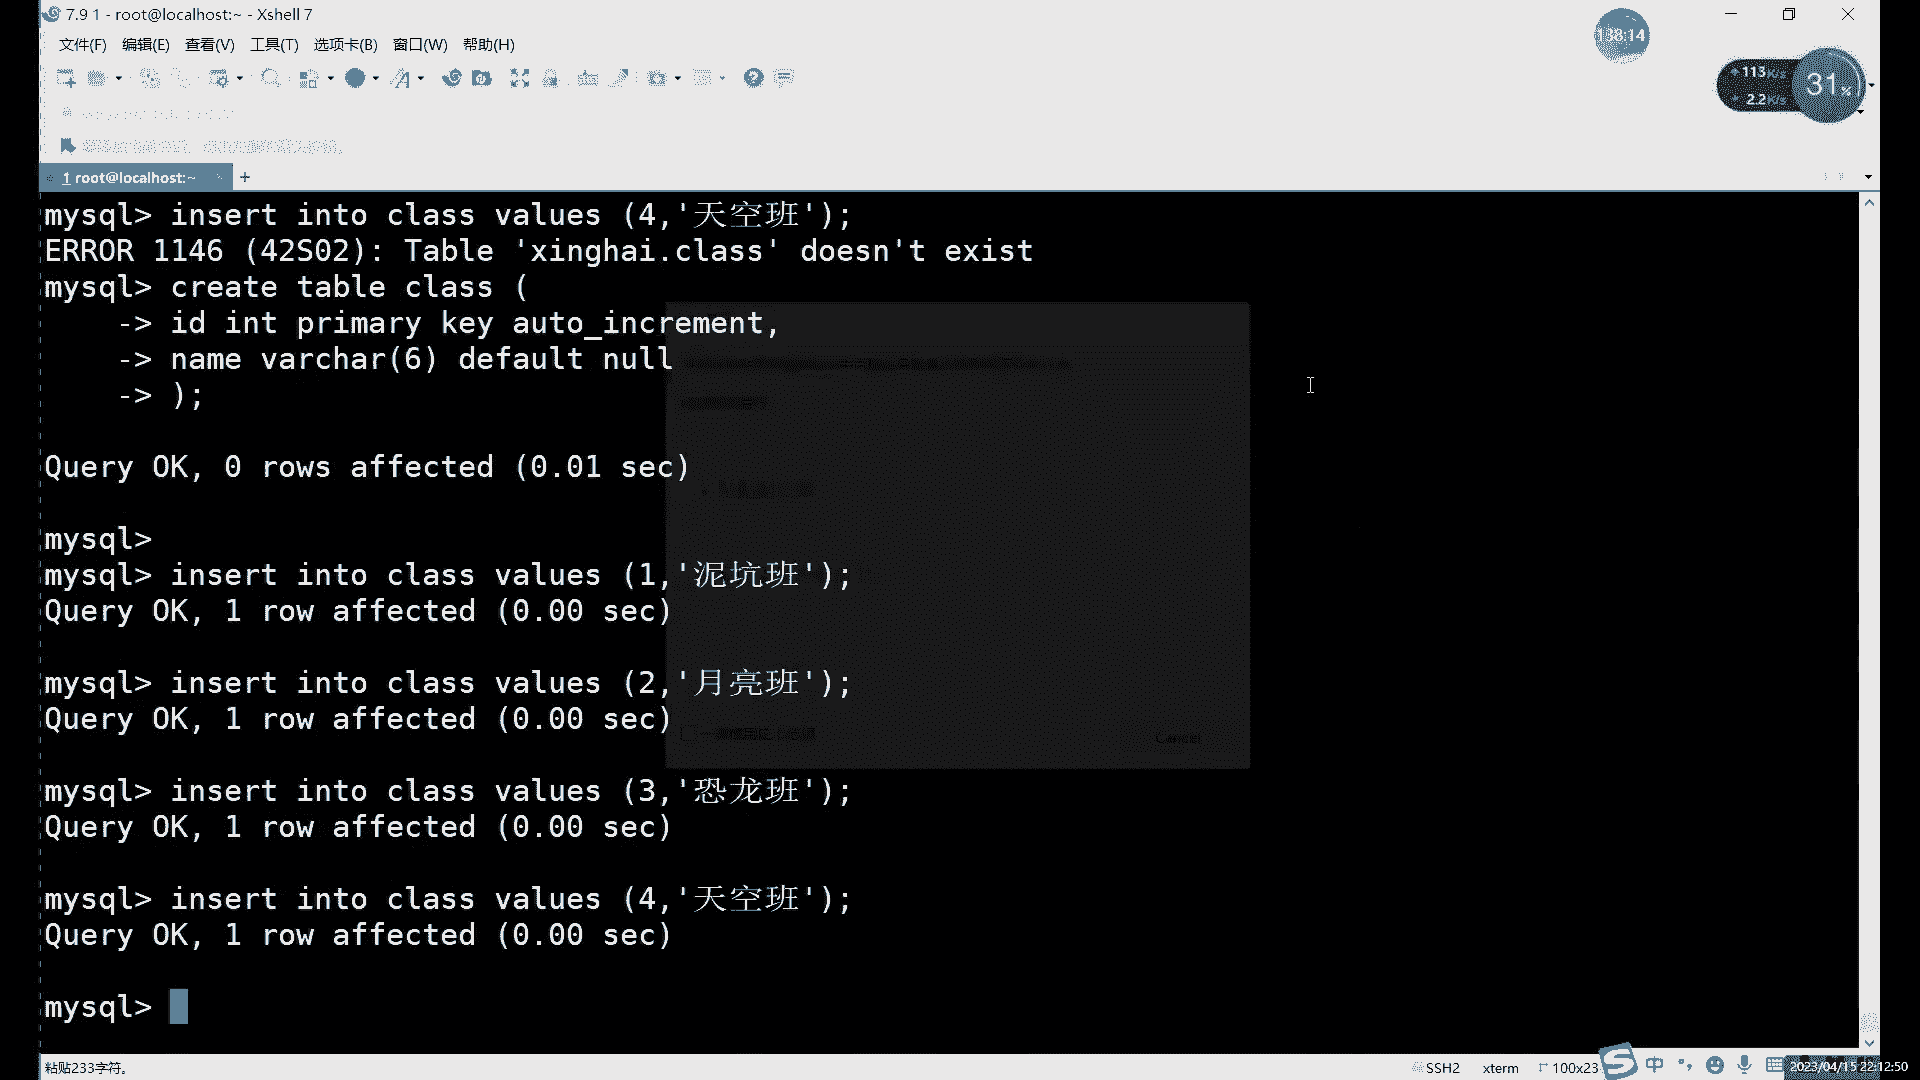 7.9 1 - root@localhost:~ - Xshell 7
138:14
文件(F) 编辑(E) 查看(V) 工具(T) 选项卡(B) 窗口(W) 帮助(H)
113K/s
31%
2.2K/s
1 root@localhost:~
mysql> insert into class values (4,'天空班');
ERROR 1146 (42S02): Table 'xinghai.class' doesn't exist
mysql> create table class (
-> id int primary key auto_increment,
-> name varchar(6) default null
-> );
Query OK, 0 rows affected (0.01 sec)
mysql>
mysql> insert into class values (1,'泥坑班');
Query OK, 1 row affected (0.00 sec)
mysql> insert into class values (2,'月亮班');
Query OK, 1 row affected (0.00 sec)
Cancel
mysql> insert into class values (3,'恐龙班');
Query OK, 1 row affected (0.00 sec)
mysql> insert into class values (4,'天空班');
Query OK, 1 row affected (0.00 sec)
mysql>
粘贴233字符。 SSH2 xterm 100x23 中 2023/04/15 22:12:50